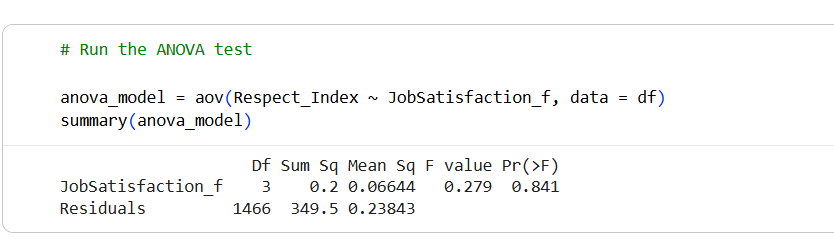 # Run the ANOVA test
anova_model = aov(Respect_Index ~ JobSatisfaction_f, data = df)
summary(anova_model)
Df Sum Sq Mean Sq F value Pr(>F)
JobSatisfaction_f 3 0.2 0.06644 0.279 0.841
Residuals 1466 349.5 0.23843